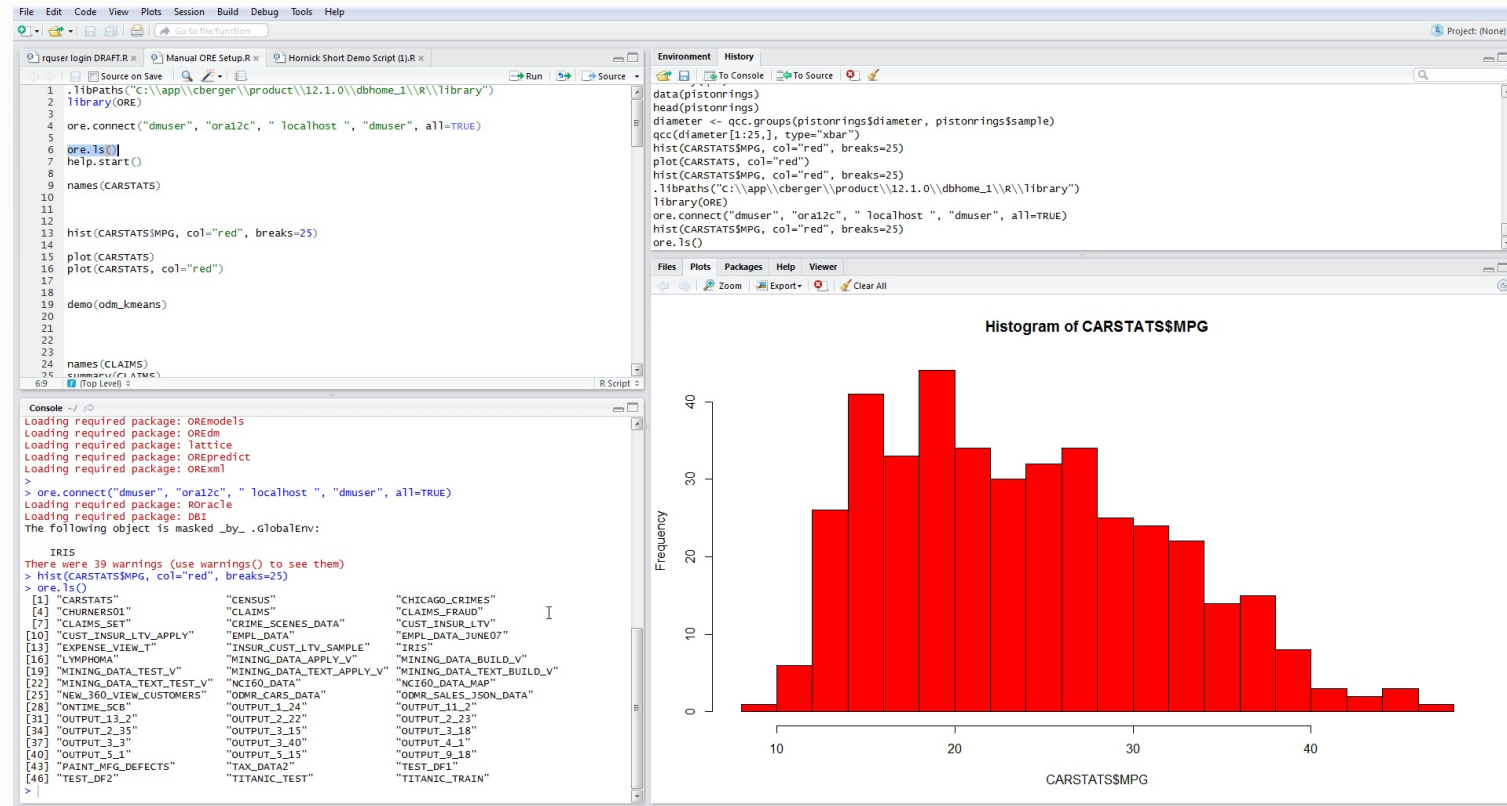 File Edit Code View Plots Session Build Debug Tools Help
Go to file/function
Project: (None)
rquser login DRAFT.R × Manual ORE Setup.R × Hornick Short Demo Script (1).R ×
Source on Save Run Source
1 .libPaths("C:\\app\\cberger\\product\\12.1.0\\dbhome_1\\R\\library")
2 library(ORE)
3
4 ore.connect("dmuser", "ora12c", " localhost ", "dmuser", all=TRUE)
5
6 ore.ls()
7 help.start()
8
9 names(CARSTATS)
10
11
12
13 hist(CARSTATS$MPG, col="red", breaks=25)
14
15 plot(CARSTATS)
16 plot(CARSTATS, col="red")
17
18
19 demo(odm_kmeans)
20
21
22
23
24 names(CLAIMS)
25 summary(CLAIMS)
6:9 (Top Level) R Script
Console ~/
Loading required package: OREmodels
Loading required package: OREdm
Loading required package: lattice
Loading required package: OREpredict
Loading required package: ORExml
>
> ore.connect("dmuser", "ora12c", " localhost ", "dmuser", all=TRUE)
Loading required package: ROracle
Loading required package: DBI
The following object is masked _by_ .GlobalEnv:
IRIS
There were 39 warnings (use warnings() to see them)
> hist(CARSTATS$MPG, col="red", breaks=25)
> ore.ls()
[1] "CARSTATS" "CENSUS" "CHICAGO_CRIMES"
[4] "CHURNERS01" "CLAIMS" "CLAIMS_FRAUD"
[7] "CLAIMS_SET" "CRIME_SCENES_DATA" "CUST_INSUR_LTV"
[10] "CUST_INSUR_LTV_APPLY" "EMPL_DATA" "EMPL_DATA_JUNE07"
[13] "EXPENSE_VIEW_T" "INSUR_CUST_LTV_SAMPLE" "IRIS"
[16] "LYMPHOMA" "MINING_DATA_APPLY_V" "MINING_DATA_BUILD_V"
[19] "MINING_DATA_TEST_V" "MINING_DATA_TEXT_APPLY_V" "MINING_DATA_TEXT_BUILD_V"
[22] "MINING_DATA_TEXT_TEST_V" "NCI60_DATA" "NCI60_DATA_MAP"
[25] "NEW_360_VIEW_CUSTOMERS" "ODMR_CARS_DATA" "ODMR_SALES_JSON_DATA"
[28] "ONTIME_SCB" "OUTPUT_1_24" "OUTPUT_11_2"
[31] "OUTPUT_13_2" "OUTPUT_2_22" "OUTPUT_2_23"
[34] "OUTPUT_2_35" "OUTPUT_3_15" "OUTPUT_3_18"
[37] "OUTPUT_3_3" "OUTPUT_3_40" "OUTPUT_4_1"
[40] "OUTPUT_5_1" "OUTPUT_5_15" "OUTPUT_9_18"
[43] "PAINT_MFG_DEFECTS" "TAX_DATA2" "TEST_DF1"
[46] "TEST_DF2" "TITANIC_TEST" "TITANIC_TRAIN"
>
Environment History
To Console To Source
data(pistonrings)
head(pistonrings)
diameter <- qcc.groups(pistonrings$diameter, pistonrings$sample)
qcc(diameter[1:25,], type="xbar")
hist(CARSTATS$MPG, col="red", breaks=25)
plot(CARSTATS, col="red")
hist(CARSTATS$MPG, col="red", breaks=25)
.libPaths("C:\\app\\cberger\\product\\12.1.0\\dbhome_1\\R\\library")
library(ORE)
ore.connect("dmuser", "ora12c", " localhost ", "dmuser", all=TRUE)
hist(CARSTATS$MPG, col="red", breaks=25)
ore.ls()
Files Plots Packages Help Viewer
Zoom Export Clear All
Histogram of CARSTATS$MPG
Frequency
40
30
20
10
0
10 20 30 40
CARSTATS$MPG